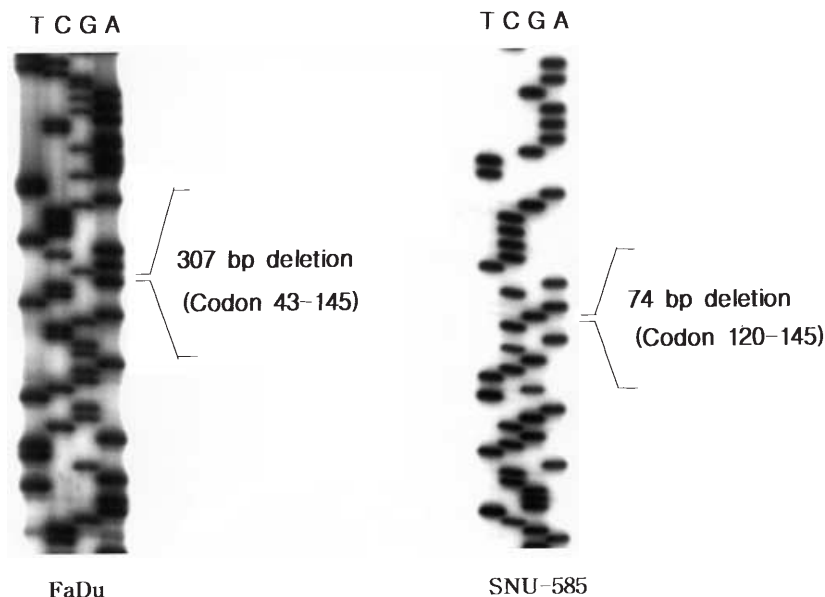 T C G A
T C G A
307 bp deletion
(Codon 43-145)
74 bp deletion
(Codon 120-145)
FaDu
SNU-585